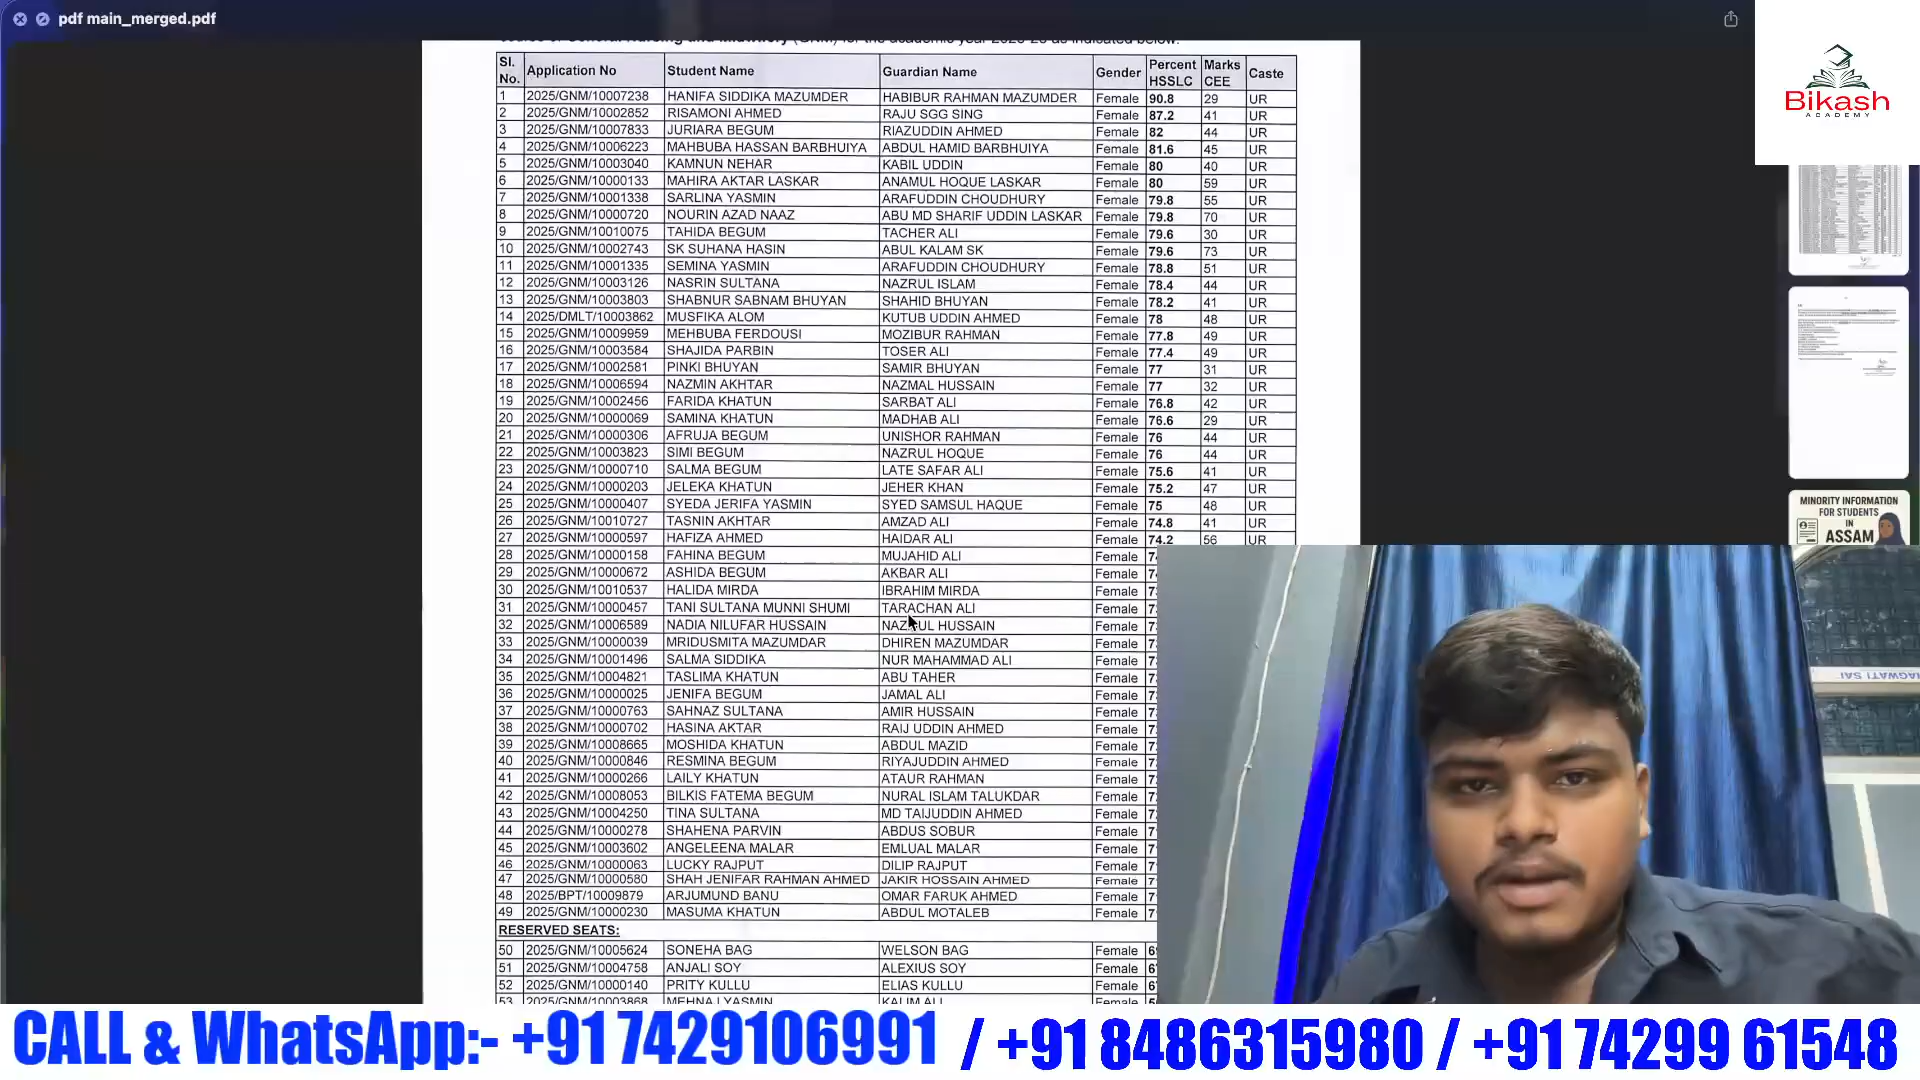 pdf main_merged.pdf
Sl. No. Application No Student Name Guardian Name Gender Percent HSSLC Marks CEE Caste
1 2025/GNM/10007238 HANIFA SIDDIKA MAZUMDER HABIBUR RAHMAN MAZUMDER Female 90.8 29 UR
2 2025/GNM/10002852 RISAMONI AHMED RAJU SGG SING Female 87.2 41 UR
3 2025/GNM/10007833 JURIARA BEGUM RIAZUDDIN AHMED Female 82 44 UR
4 2025/GNM/10006223 MAHBUBA HASSAN BARBHUIYA ABDUL HAMID BARBHUIYA Female 81.6 45 UR
5 2025/GNM/10003040 KAMNUN NEHAR KABIL UDDIN Female 80 40 UR
6 2025/GNM/10000133 MAHIRA AKTAR LASKAR ANAMUL HOQUE LASKAR Female 80 59 UR
7 2025/GNM/10001338 SARLINA YASMIN ARAFUDDIN CHOUDHURY Female 79.8 55 UR
8 2025/GNM/10000720 NOURIN AZAD NAAZ ABU MD SHARIF UDDIN LASKAR Female 79.8 70 UR
9 2025/GNM/10010075 TAHIDA BEGUM TACHER ALI Female 79.6 30 UR
10 2025/GNM/10002743 SK SUHANA HASIN ABUL KALAM SK Female 79.6 73 UR
11 2025/GNM/10001335 SEMINA YASMIN ARAFUDDIN CHOUDHURY Female 78.8 51 UR
12 2025/GNM/10003126 NASRIN SULTANA NAZRUL ISLAM Female 78.4 44 UR
13 2025/GNM/10003803 SHABNUR SABNAM BHUYAN SHAHID BHUYAN Female 78.2 41 UR
14 2025/DMLT/10003862 MUSFIKA ALOM KUTUB UDDIN AHMED Female 78 48 UR
15 2025/GNM/10009959 MEHBUBA FERDOUSI MOZIBUR RAHMAN Female 77.8 49 UR
16 2025/GNM/10003584 SHAJIDA PARBIN TOSER ALI Female 77.4 49 UR
17 2025/GNM/10002581 PINKI BHUYAN SAMIR BHUYAN Female 77 31 UR
18 2025/GNM/10006594 NAZMIN AKHTAR NAZMAL HUSSAIN Female 77 32 UR
19 2025/GNM/10002456 FARIDA KHATUN SARBAT ALI Female 76.8 42 UR
20 2025/GNM/10000069 SAMINA KHATUN MADHAB ALI Female 76.6 29 UR
21 2025/GNM/10000306 AFRUJA BEGUM UNISHOR RAHMAN Female 76 44 UR
22 2025/GNM/10003823 SIMI BEGUM NAZRUL HOQUE Female 76 44 UR
23 2025/GNM/10000710 SALMA BEGUM LATE SAFAR ALI Female 75.6 41 UR
24 2025/GNM/10000203 JELEKA KHATUN JEHER KHAN Female 75.2 47 UR
25 2025/GNM/10000407 SYEDA JERIFA YASMIN SYED SAMSUL HAQUE Female 75 48 UR
26 2025/GNM/10010727 TASNIN AKHTAR AMZAD ALI Female 74.8 41 UR
27 2025/GNM/10000597 HAFIZA AHMED HAIDAR ALI Female 74.2 56 UR
28 2025/GNM/10000158 FAHINA BEGUM MUJAHID ALI Female
29 2025/GNM/10000672 ASHIDA BEGUM AKBAR ALI Female
30 2025/GNM/10010537 HALIDA MIRDA IBRAHIM MIRDA Female
31 2025/GNM/10000457 TANI SULTANA MUNNI SHUMI TARACHAN ALI Female
32 2025/GNM/10006589 NADIA NILUFAR HUSSAIN NAZRUL HUSSAIN Female
33 2025/GNM/10000039 MRIDUSMITA MAZUMDAR DHIREN MAZUMDAR Female
34 2025/GNM/10001496 SALMA SIDDIKA NUR MAHAMMAD ALI Female
35 2025/GNM/10004821 TASLIMA KHATUN ABU TAHER Female
36 2025/GNM/10000025 JENIFA BEGUM JAMAL ALI Female
37 2025/GNM/10000763 SAHNAZ SULTANA AMIR HUSSAIN Female
38 2025/GNM/10000702 HASINA AKTAR RAIJ UDDIN AHMED Female
39 2025/GNM/10008665 MOSHIDA KHATUN ABDUL MAZID Female
40 2025/GNM/10000846 RESMINA BEGUM RIYAJUDDIN AHMED Female
41 2025/GNM/10000266 LAILY KHATUN ATAUR RAHMAN Female
42 2025/GNM/10008053 BILKIS FATEMA BEGUM NURAL ISLAM TALUKDAR Female
43 2025/GNM/10004250 TINA SULTANA MD TAIJUDDIN AHMED Female
44 2025/GNM/10000278 SHAHENA PARVIN ABDUS SOBUR Female
45 2025/GNM/10003602 ANGELEENA MALAR EMLUAL MALAR Female
46 2025/GNM/10000063 LUCKY RAJPUT DILIP RAJPUT Female
47 2025/GNM/10000580 SHAH JENIFAR RAHMAN AHMED JAKIR HOSSAIN AHMED Female
48 2025/BPT/10009879 ARJUMUND BANU OMAR FARUK AHMED Female
49 2025/GNM/10000230 MASUMA KHATUN ABDUL MOTALEB Female
RESERVED SEATS:
50 2025/GNM/10005624 SONEHA BAG WELSON BAG Female
51 2025/GNM/10004758 ANJALI SOY ALEXIUS SOY Female
52 2025/GNM/10000140 PRITY KULLU ELIAS KULLU Female
53 2025/GNM/10003868 MEHNAJ YASMIN KALIM ALI Female
Bikash
ACADEMY
MINORITY INFORMATION
FOR STUDENTS
IN
ASSAM
CALL & WhatsApp:- +91 7429106991 / +91 8486315980 / +91 74299 61548